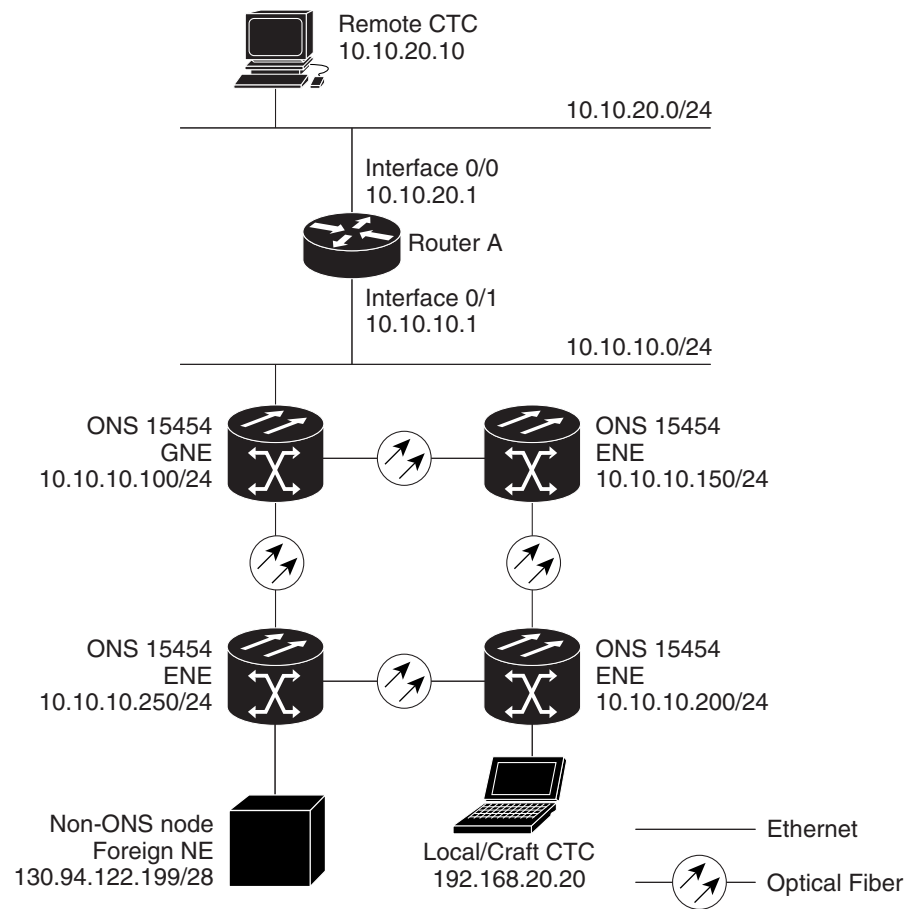 Remote CTC
10.10.20.10
10.10.20.0/24
Interface 0/0
10.10.20.1
Router A
Interface 0/1
10.10.10.1
10.10.10.0/24
ONS 15454
GNE
10.10.10.100/24
ONS 15454
ENE
10.10.10.150/24
ONS 15454
ENE
10.10.10.250/24
ONS 15454
ENE
10.10.10.200/24
Non-ONS node
Foreign NE
130.94.122.199/28
Local/Craft CTC
192.168.20.20
Ethernet
Optical Fiber